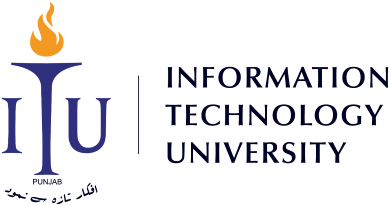 ITU
PUNJAB
افکار تازہ سے نمود
INFORMATION
TECHNOLOGY
UNIVERSITY